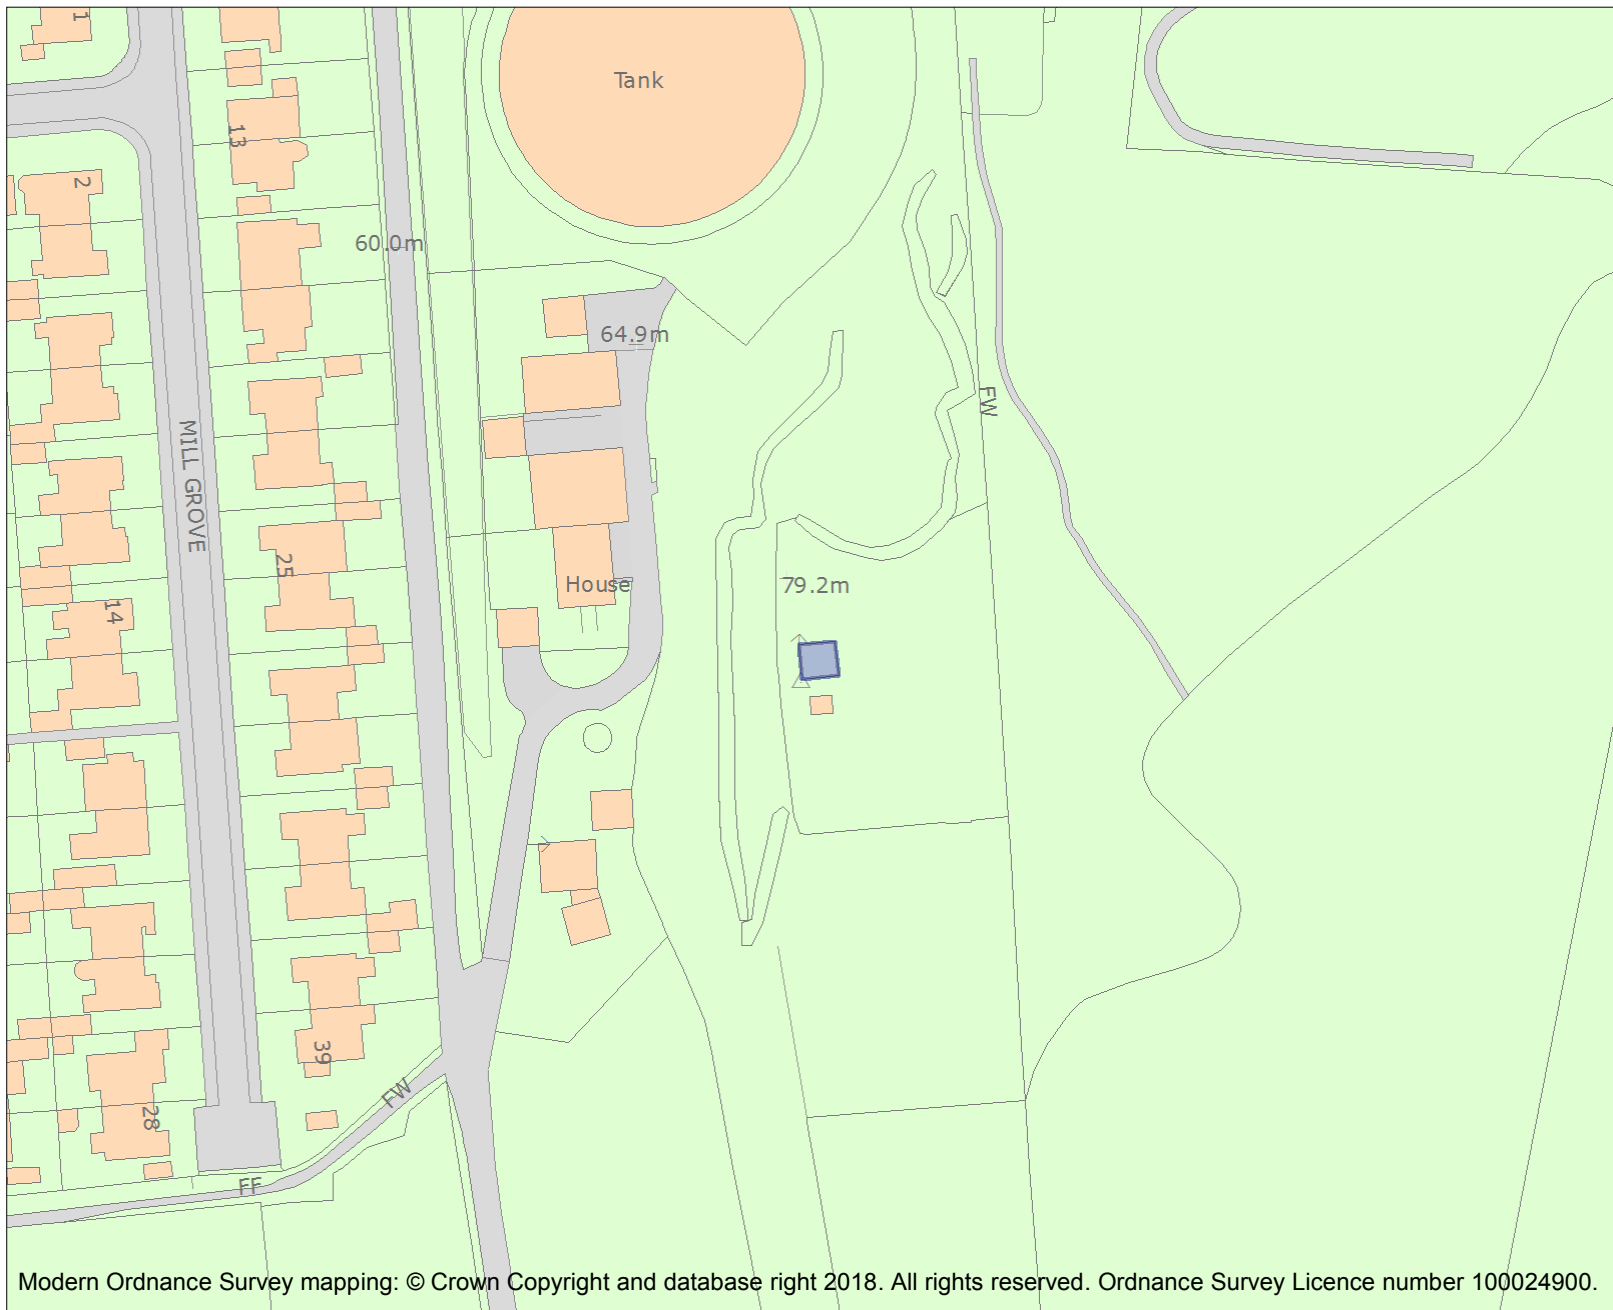 1
Tank
13
2
60.0m
64.9m
FW
MILL GROVE
25
House
79.2m
14
39
FW
28
FF
Modern Ordnance Survey mapping: © Crown Copyright and database right 2018. All rights reserved. Ordnance Survey Licence number 100024900.